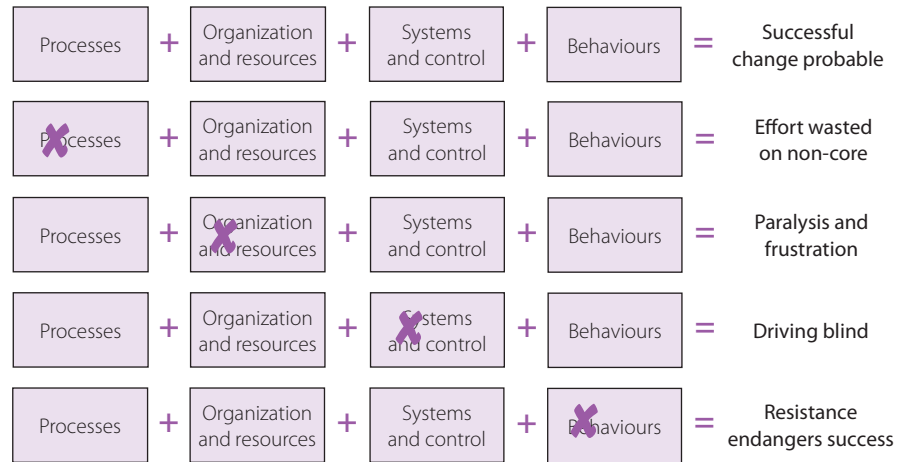 Processes + Organization and resources + Systems and control + Behaviours = Successful change probable
Processes + Organization and resources + Systems and control + Behaviours = Effort wasted on non-core
Processes + Organization and resources + Systems and control + Behaviours = Paralysis and frustration
Processes + Organization and resources + Systems and control + Behaviours = Driving blind
Processes + Organization and resources + Systems and control + Behaviours = Resistance endangers success